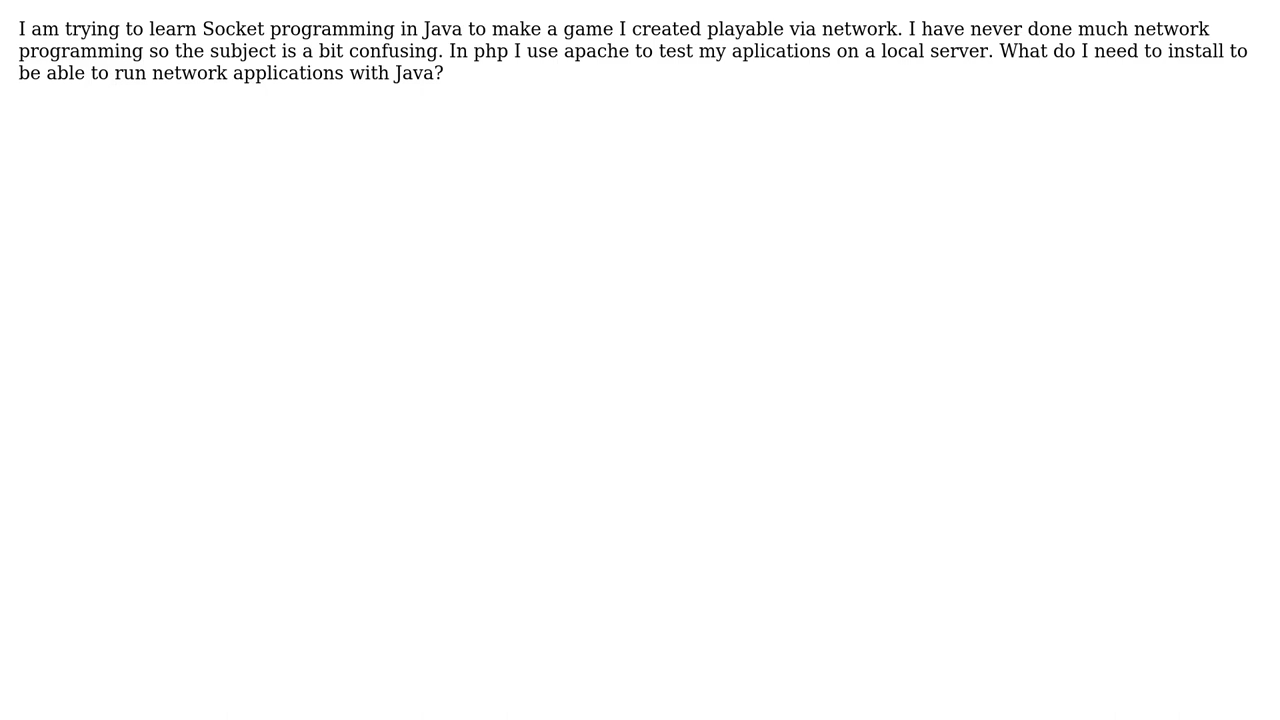 I am trying to learn Socket programming in Java to make a game I created playable via network. I have never done much network
programming so the subject is a bit confusing. In php I use apache to test my aplications on a local server. What do I need to install to
be able to run network applications with Java?